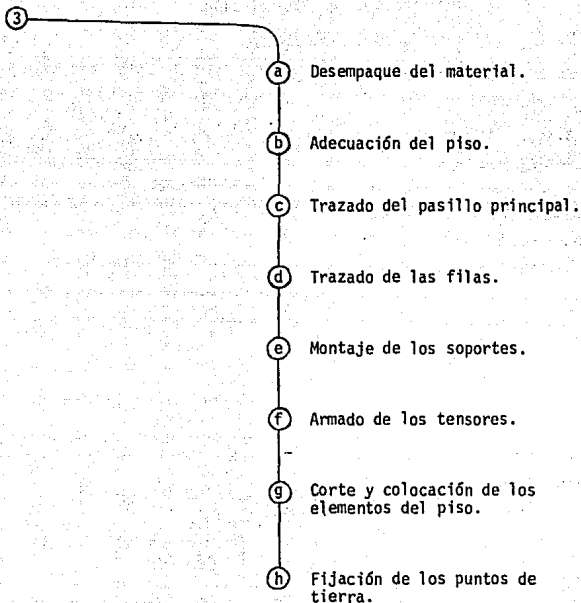 3
a Desempaque del material.
b Adecuación del piso.
c Trazado del pasillo principal.
d Trazado de las filas.
e Montaje de los soportes.
f Armado de los tensores.
g Corte y colocación de los
elementos del piso.
h Fijación de los puntos de
tierra.